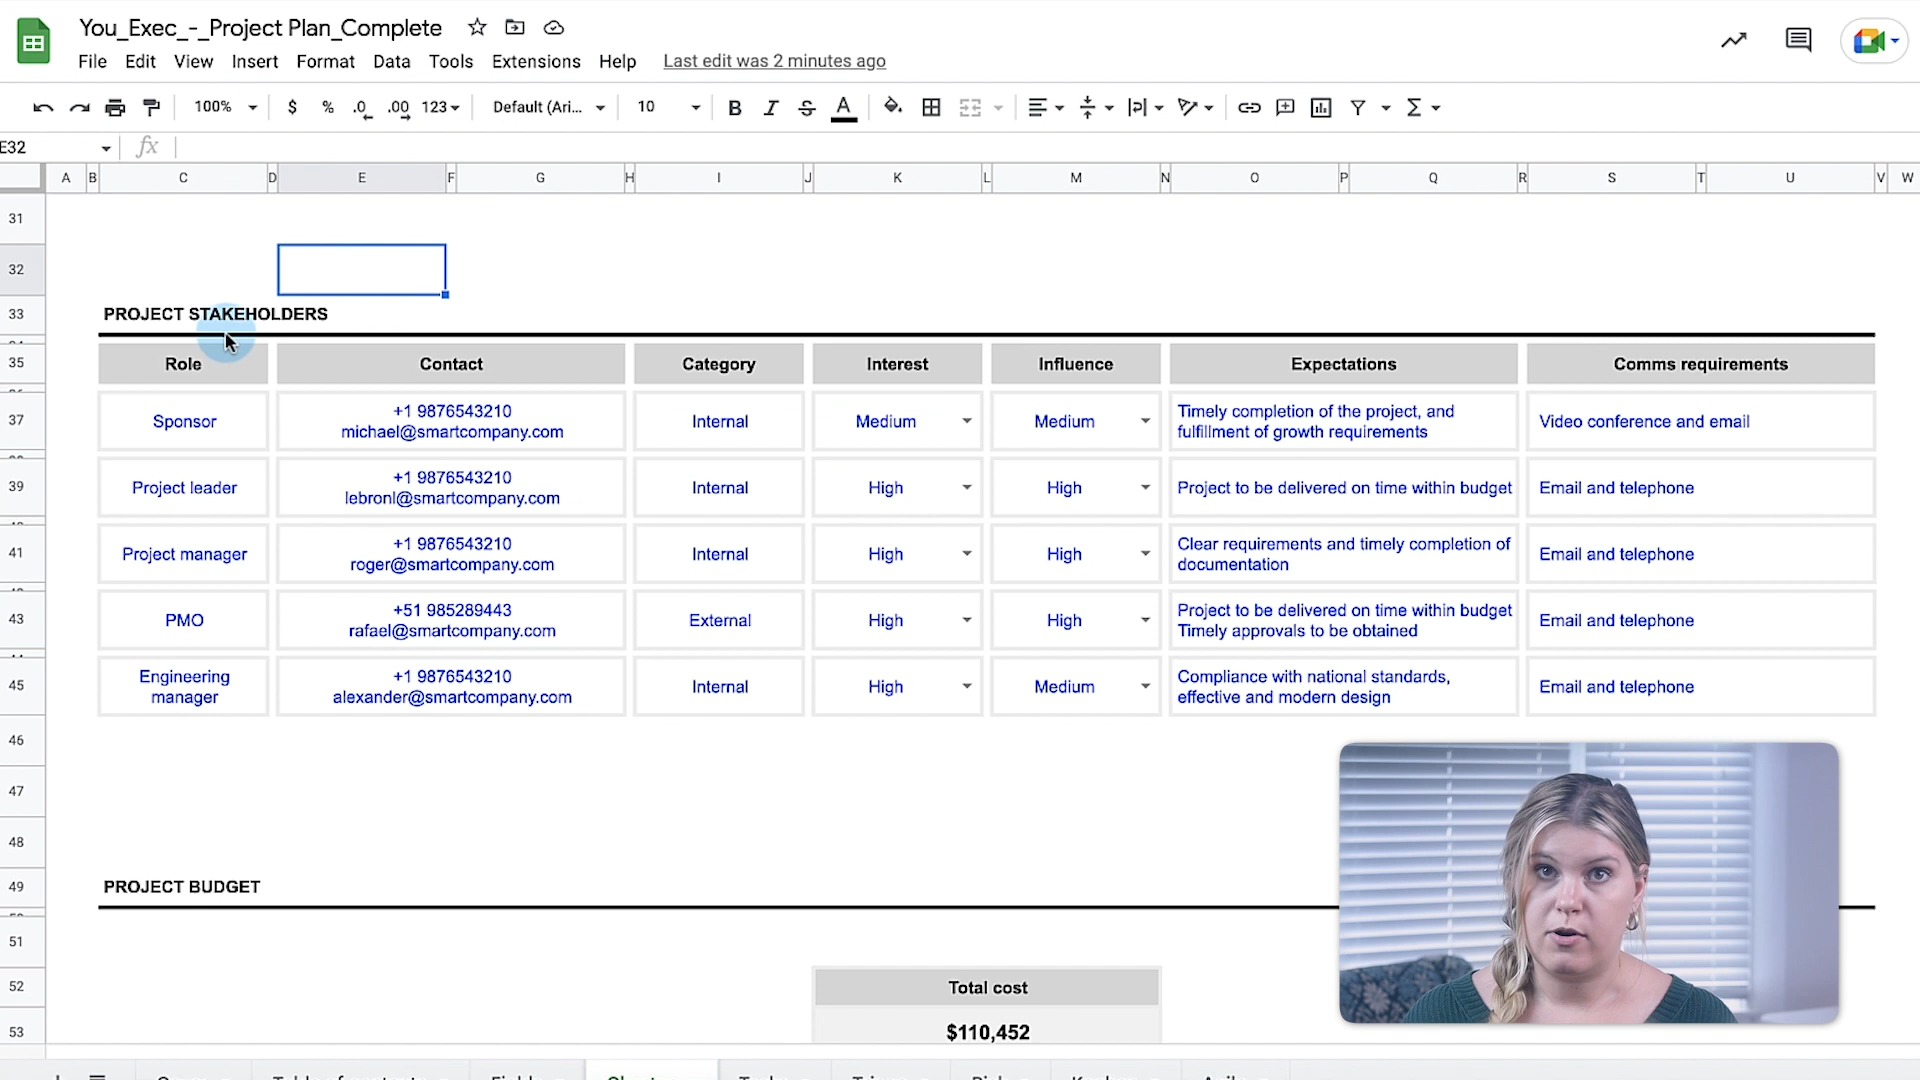 You_Exec_-_Project Plan_Complete
File Edit View Insert Format Data Tools Extensions Help Last edit was 2 minutes ago
100% $ % .0 .00 123 Default (Ari... 10 B I S A
E32 fx
A B C D E F G H I J K L M N O P Q R S T U V W
31
32
33 PROJECT STAKEHOLDERS
35 Role Contact Category Interest Influence Expectations Comms requirements
37 Sponsor +1 9876543210 Internal Medium Medium Timely completion of the project, and Video conference and email
michael@smartcompany.com fulfillment of growth requirements
39 Project leader +1 9876543210 Internal High High Project to be delivered on time within budget Email and telephone
lebronl@smartcompany.com
41 Project manager +1 9876543210 Internal High High Clear requirements and timely completion of Email and telephone
roger@smartcompany.com documentation
43 PMO +51 985289443 External High High Project to be delivered on time within budget Email and telephone
rafael@smartcompany.com Timely approvals to be obtained
45 Engineering +1 9876543210 Internal High Medium Compliance with national standards, Email and telephone
manager alexander@smartcompany.com effective and modern design
46
47
48
49 PROJECT BUDGET
51
52 Total cost
53 $110,452